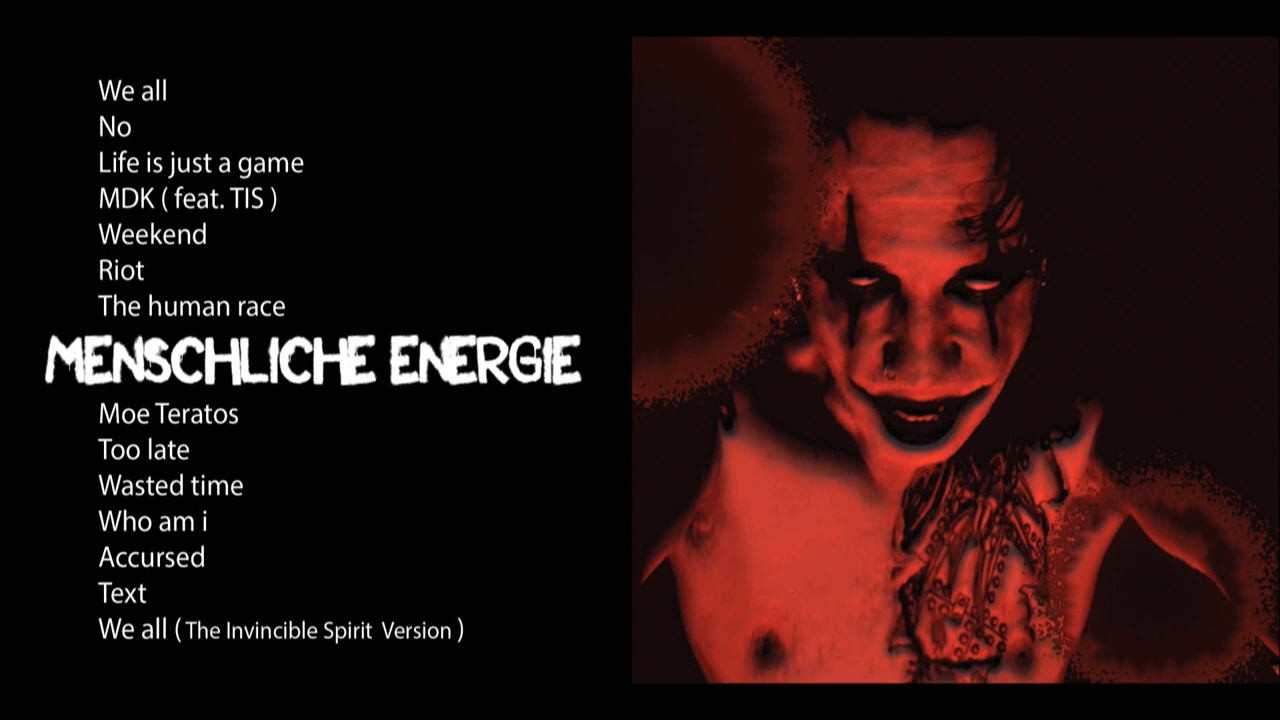 We all
No
Life is just a game
MDK ( feat. TIS )
Weekend
Riot
The human race
MENSCHLICHE ENERGIE
Moe Teratos
Too late
Wasted time
Who am i
Accursed
Text
We all ( The Invincible Spirit Version )